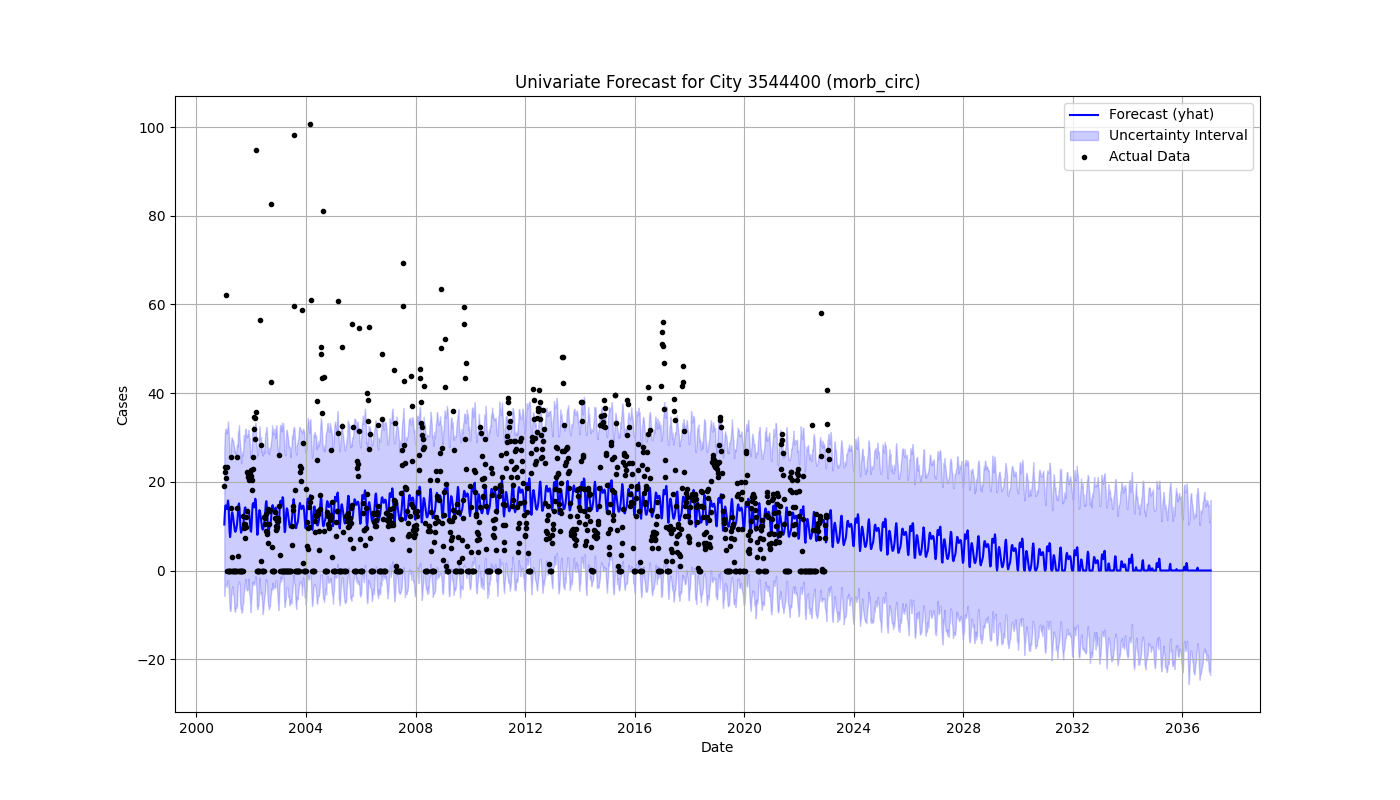 Univariate Forecast for City 3544400 (morb_circ)
Forecast (yhat)
Uncertainty Interval
Actual Data
100
80
60
40
20
0
−20
Cases
2000 2004 2008 2012 2016 2020 2024 2028 2032 2036
Date